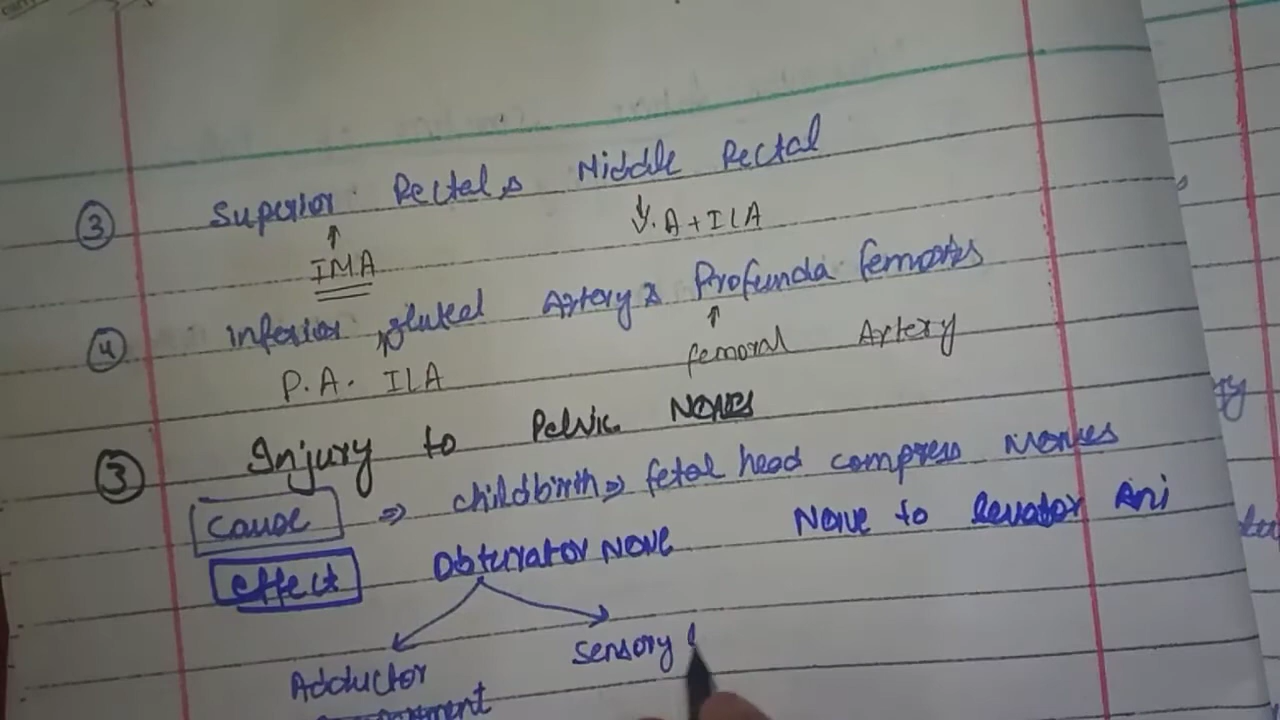 ③ Superior Rectal & Middle Rectal
↑ IMA ↓. A + ILA
④ inferior gluteal Artery & Profunda femoris
P.A. ILA ↑ femoral Artery
③ Injury to Pelvic Nerves
Cause ⇒ childbirth ⇒ fetal head compress Nerves
effect Obturator Nerve Nerve to levator Ani
Adductor Sensory